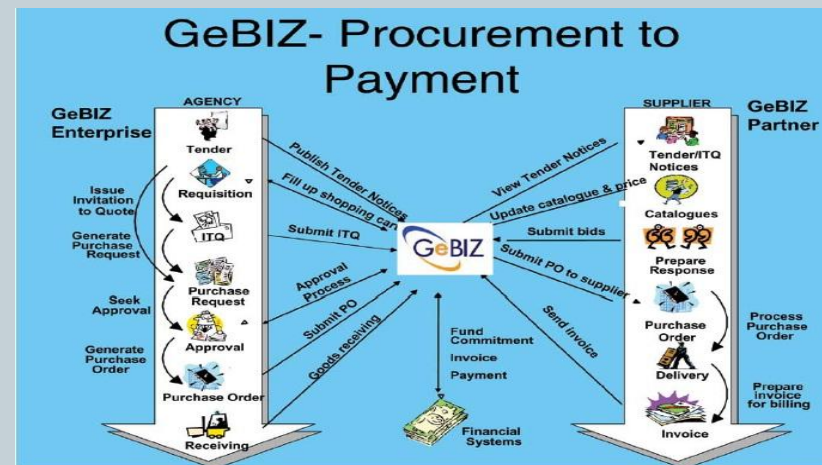 GeBIZ- Procurement to
Payment
GeBIZ
Enterprise
AGENCY
Tender
Requisition
ITQ
Purchase
Request
Approval
Purchase Order
Receiving
Issue
Invitation
to Quote
Generate
Purchase
Request
Seek
Approval
Generate
Purchase
Order
Publish Tender Notices
Fill up shopping cart
Submit ITQ
Approval
Process
Submit PO
Goods receiving
GeBIZ
Fund
Commitment
Invoice
Payment
Financial
Systems
View Tender Notices
Update catalogue & price
Submit bids
Submit PO to supplier
Send invoice
SUPPLIER
GeBIZ
Partner
Tender/ITQ
Notices
Catalogues
Prepare
Response
Purchase
Order
Delivery
Invoice
Process
Purchase
Order
Prepare
invoice
for billing